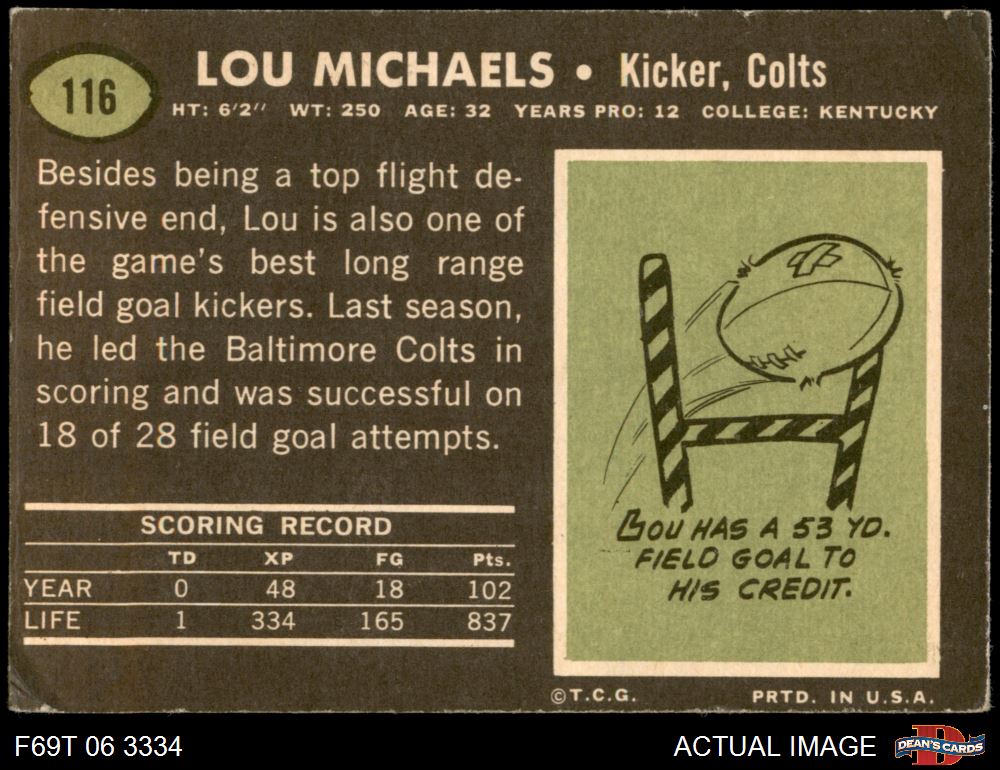 116
LOU MICHAELS • Kicker, Colts
HT: 6'2'' WT: 250 AGE: 32 YEARS PRO: 12 COLLEGE: KENTUCKY
Besides being a top flight de-
fensive end, Lou is also one of
the game's best long range
field goal kickers. Last season,
he led the Baltimore Colts in
scoring and was successful on
18 of 28 field goal attempts.
SCORING RECORD
TD XP FG Pts.
YEAR 0 48 18 102
LIFE 1 334 165 837
LOU HAS A 53 YD.
FIELD GOAL TO
HIS CREDIT.
©T.C.G. PRTD. IN U.S.A.
F69T 06 3334 ACTUAL IMAGE DEAN'S CARDS